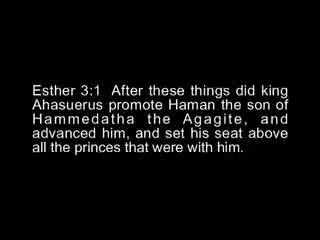 Esther 3:1  After these things did king
Ahasuerus promote Haman the son of
Hammedatha the Agagite, and
advanced him, and set his seat above
all the princes that were with him.